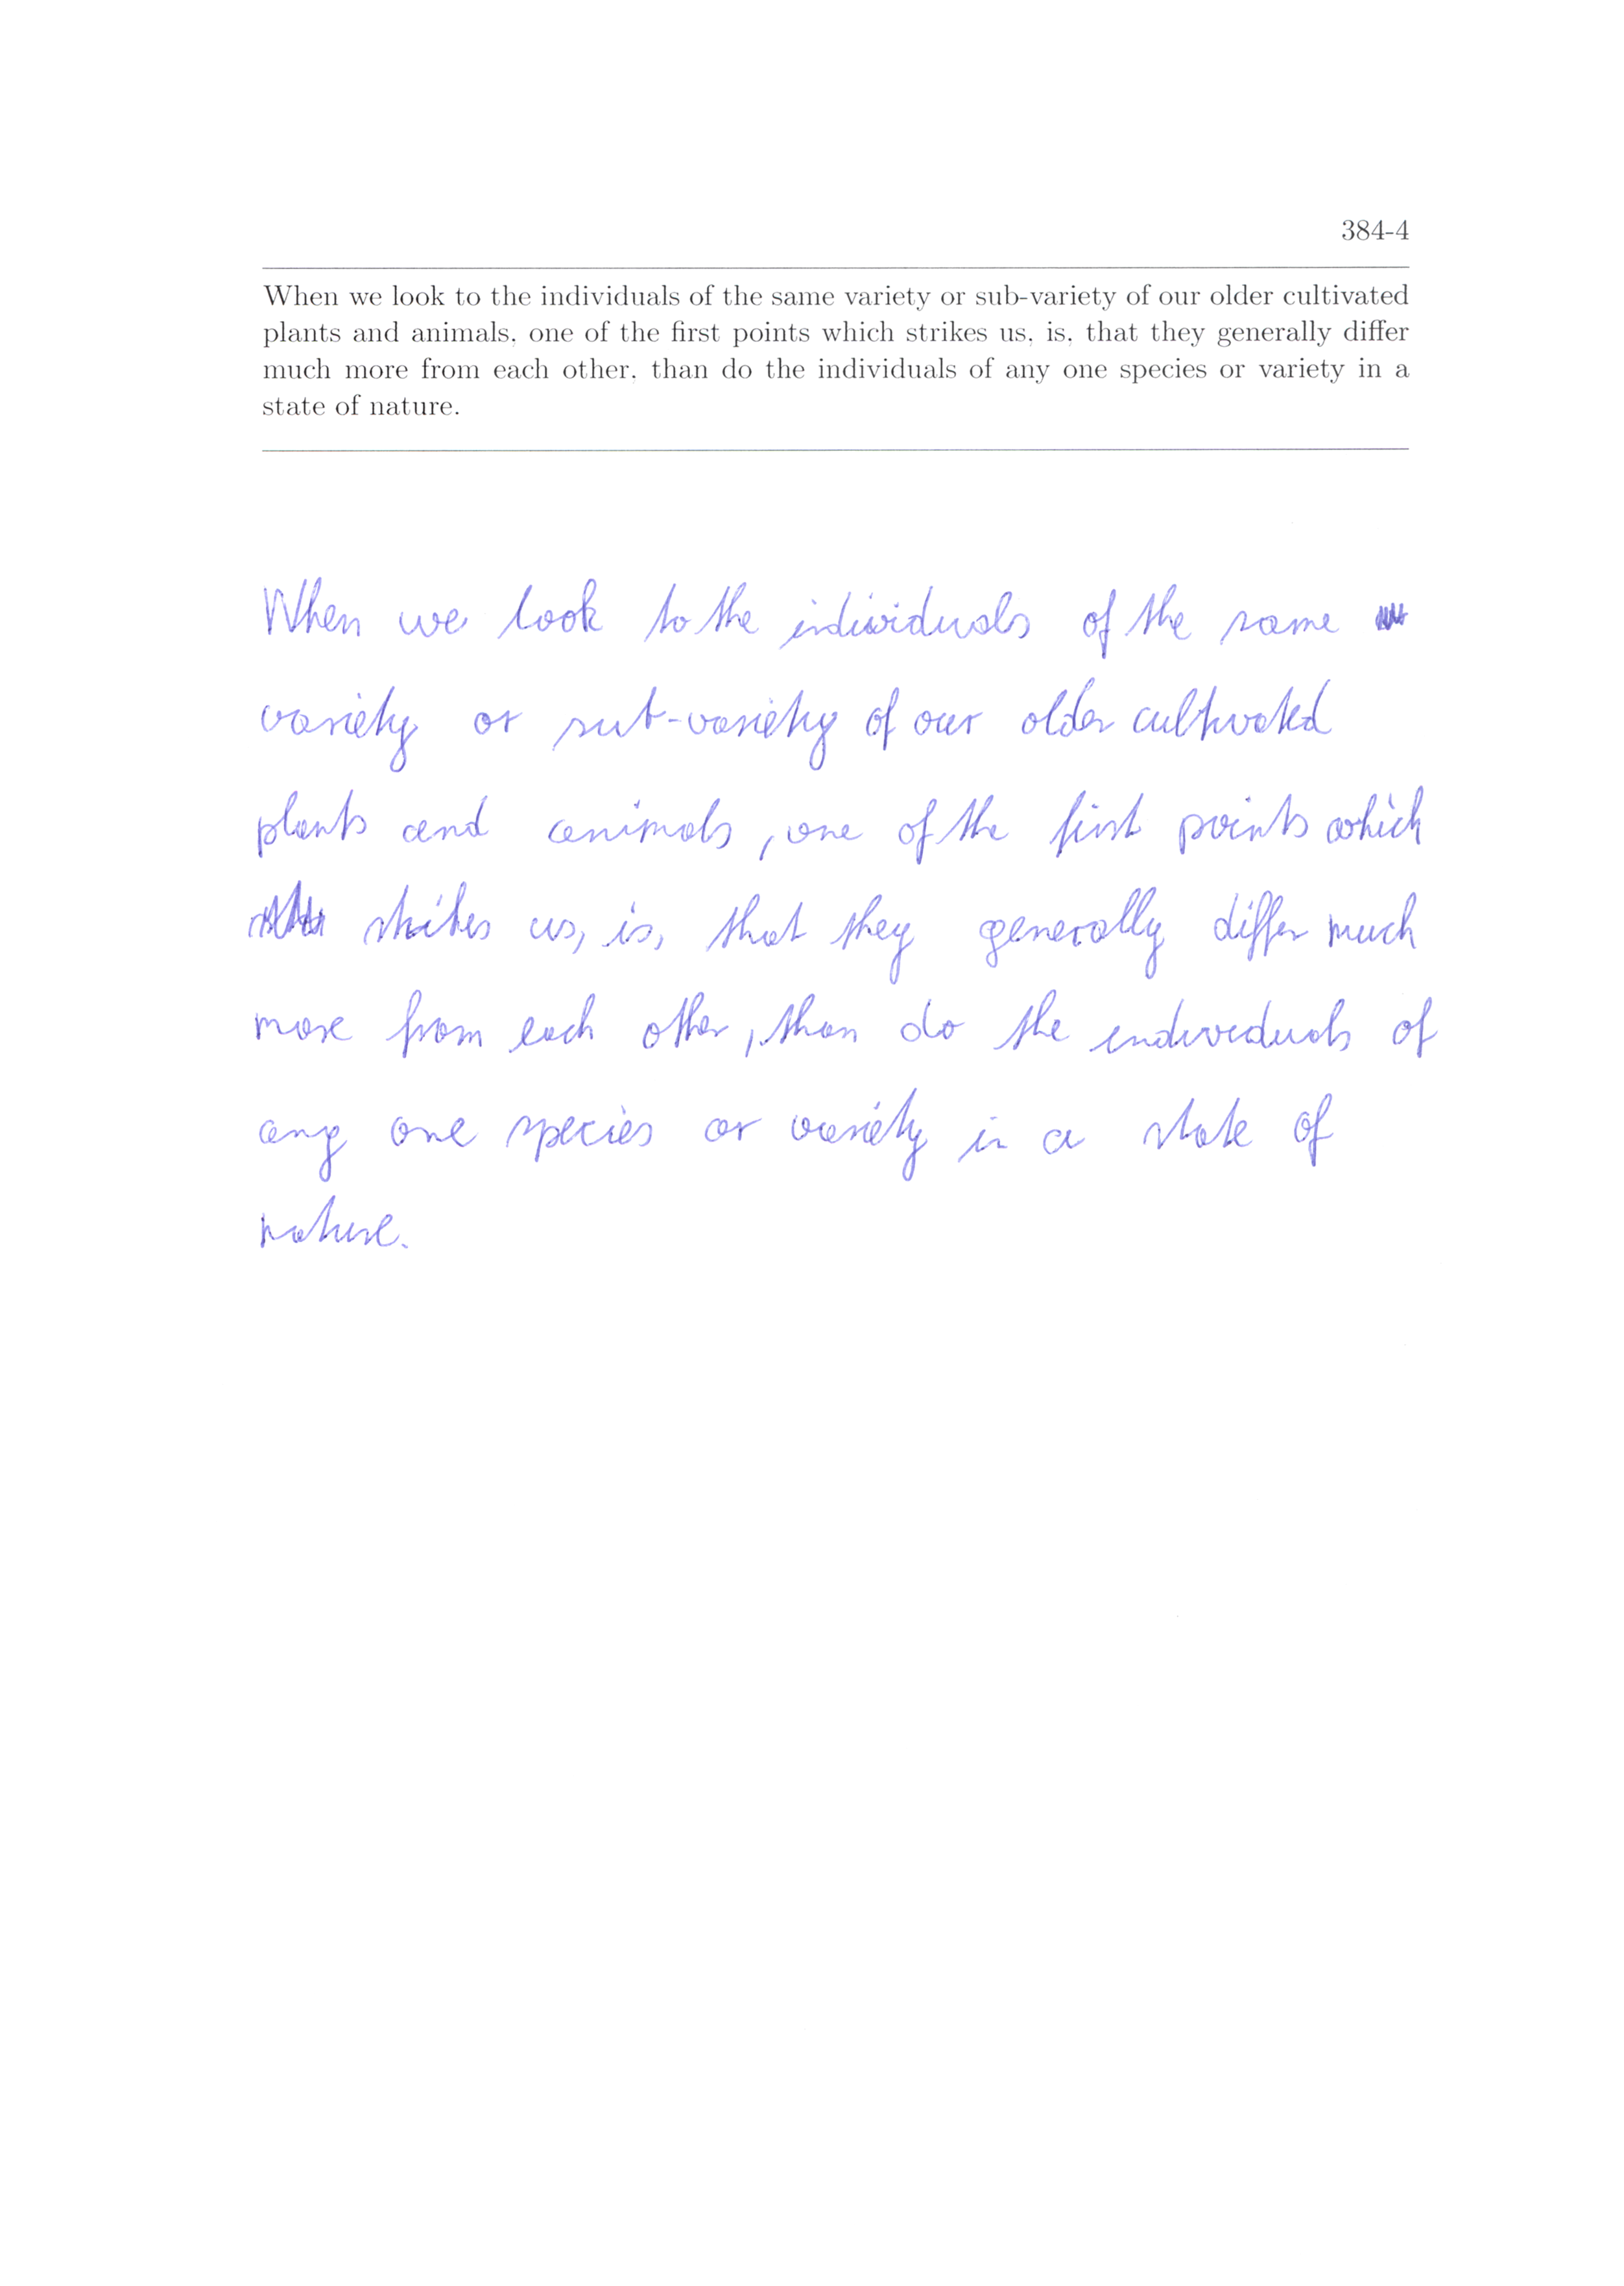 384-4
When we look to the individuals of the same variety or sub-variety of our older cultivated
plants and animals, one of the first points which strikes us, is, that they generally differ
much more from each other, than do the individuals of any one species or variety in a
state of nature.
When we look to the individuals of the same
variety or sub-variety of our older cultivated
plants and animals, one of the first points which
strikes us, is, that they generally differ much
more from each other, than do the individuals of
any one species or variety in a state of
nature.